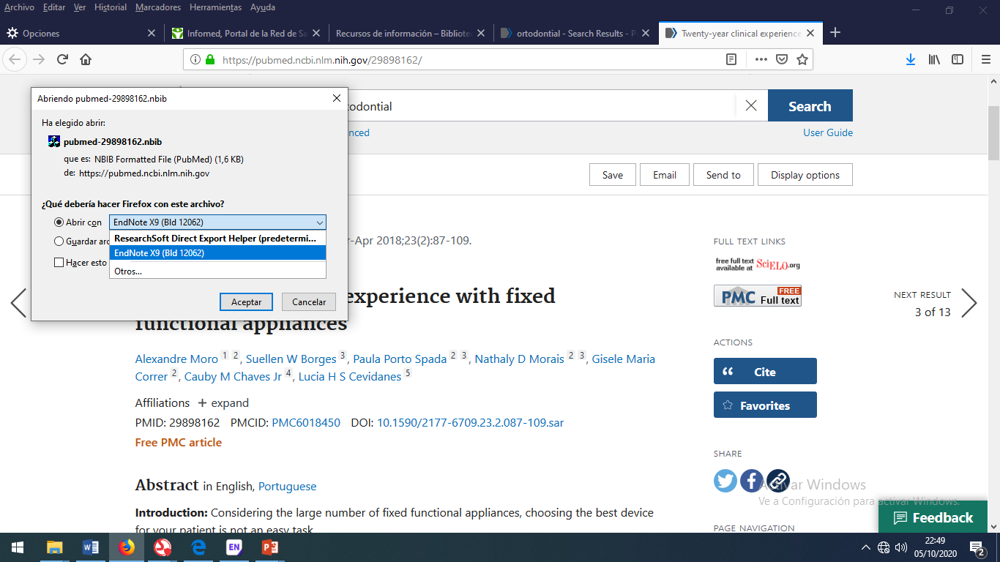 Archivo Editar Ver Historial Marcadores Herramientas Ayuda
Opciones
Infomed, Portal de la Red de Sa
Recursos de información – Bibliote
ortodontial - Search Results - P
Twenty-year clinical experience
https://pubmed.ncbi.nlm.nih.gov/29898162/
Abriendo pubmed-29898162.nbib
Ha elegido abrir:
pubmed-29898162.nbib
que es: NBIB Formatted File (PubMed) (1,6 KB)
de: https://pubmed.ncbi.nlm.nih.gov
¿Qué debería hacer Firefox con este archivo?
Abrir con EndNote X9 (Bld 12062)
ResearchSoft Direct Export Helper (predetermi...
Guardar arc
EndNote X9 (Bld 12062)
Hacer esto
Otros...
Aceptar Cancelar
todontial
Search
nced
User Guide
Save Email Send to Display options
r-Apr 2018;23(2):87-109.
experience with fixed
functional appliances
Alexandre Moro 1 2, Suellen W Borges 3, Paula Porto Spada 2 3, Nathaly D Morais 2 3, Gisele Maria
Correr 2, Cauby M Chaves Jr 4, Lucia H S Cevidanes 5
Affiliations + expand
PMID: 29898162 PMCID: PMC6018450 DOI: 10.1590/2177-6709.23.2.087-109.sar
Free PMC article
Abstract in English, Portuguese
Introduction: Considering the large number of fixed functional appliances, choosing the best device
for your patient is not an easy task.
FULL TEXT LINKS
free full text
available at SciELO.org
PMC FREE
Full text
NEXT RESULT
3 of 13
ACTIONS
Cite
Favorites
SHARE
Activar Windows
Ve a Configuración para activar Windows.
Feedback
PAGE NAVIGATION
EN
22:49
05/10/2020
2